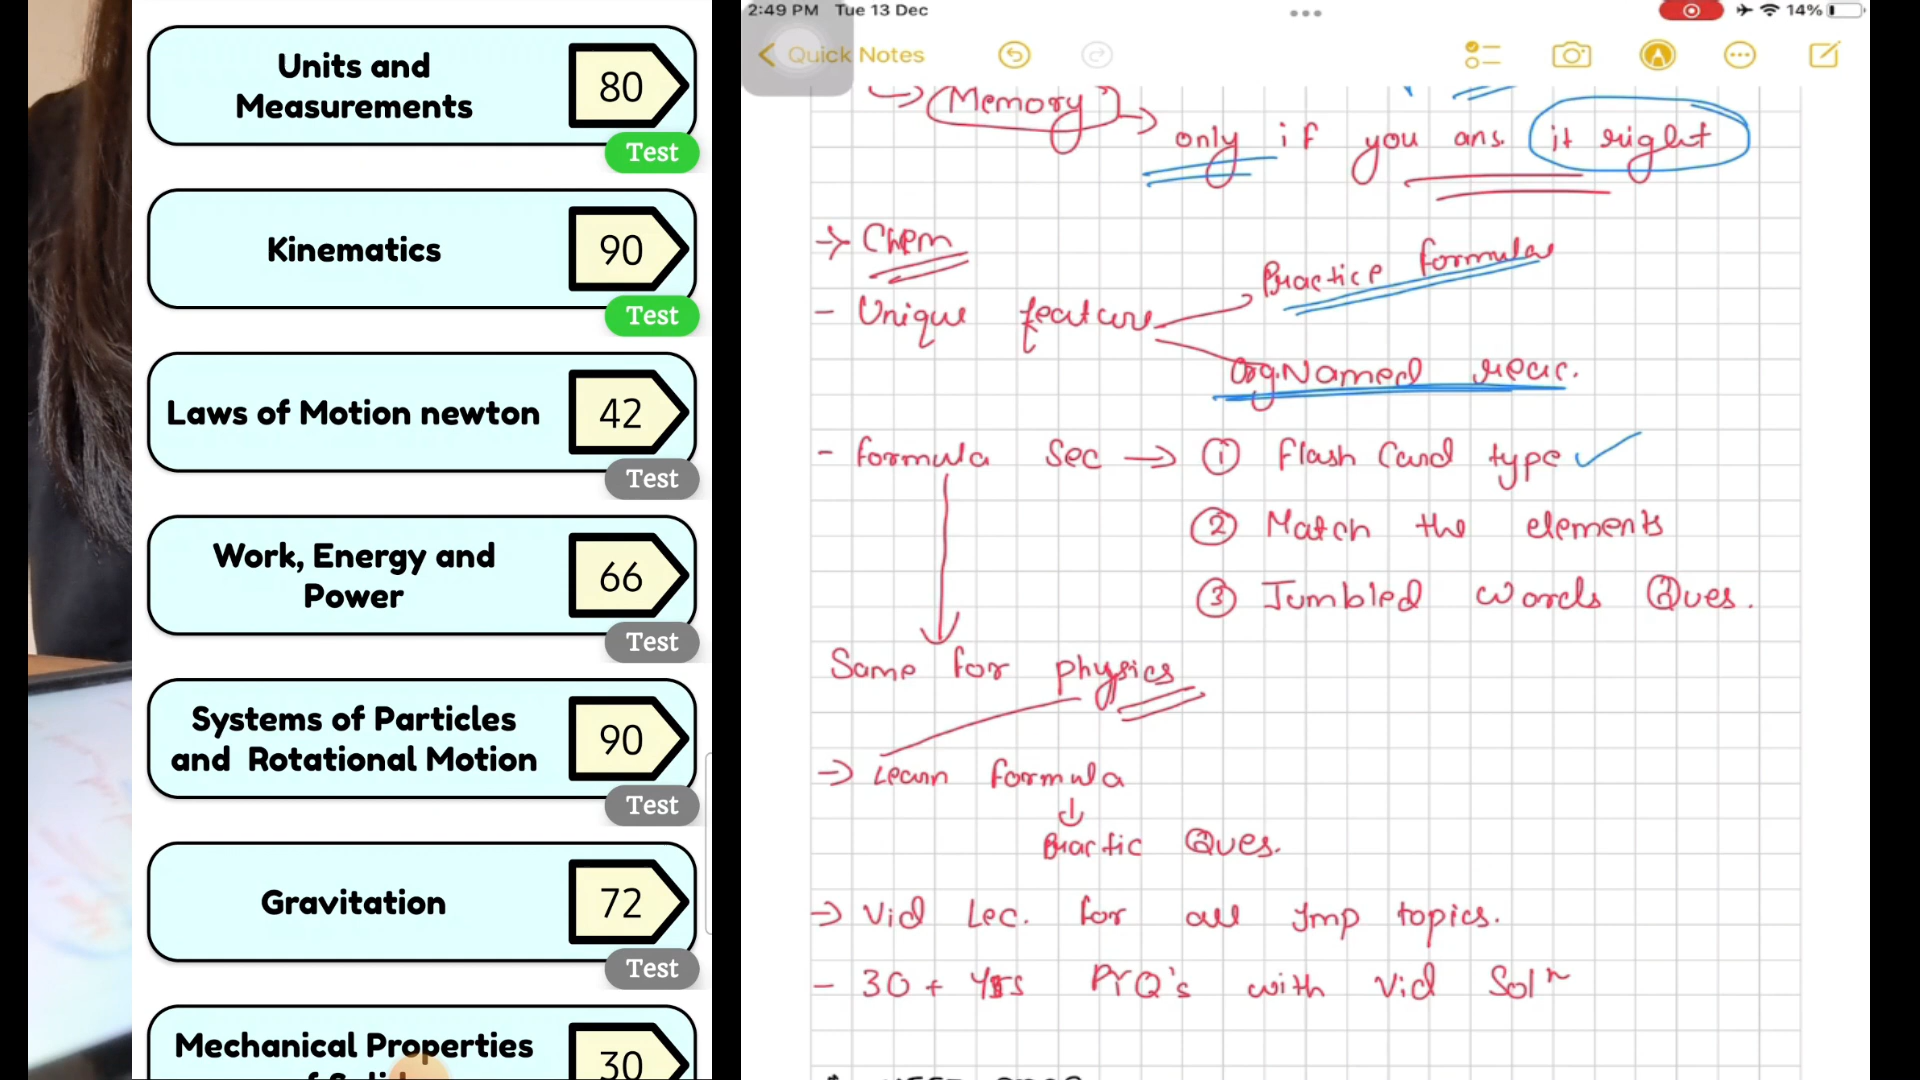 Units and
Measurements
80
Test
Kinematics
90
Test
Laws of Motion newton
42
Test
Work, Energy and
Power
66
Test
Systems of Particles
and Rotational Motion
90
Test
Gravitation
72
Test
Mechanical Properties
30
2:49 PM Tue 13 Dec
14%
Quick Notes
→ Memory →
only if you ans. it right
→ Chem
Practice formula
- Unique feature
Org. Named reac.
- formula Sec → ① Flash Card type ✓
② Match the elements
③ Jumbled words Ques.
Same for physics
→ Learn formula
↓
Practic Ques.
→ Vid Lec. for all Imp topics.
- 30 + Yrs PYQ's with Vid Solⁿ